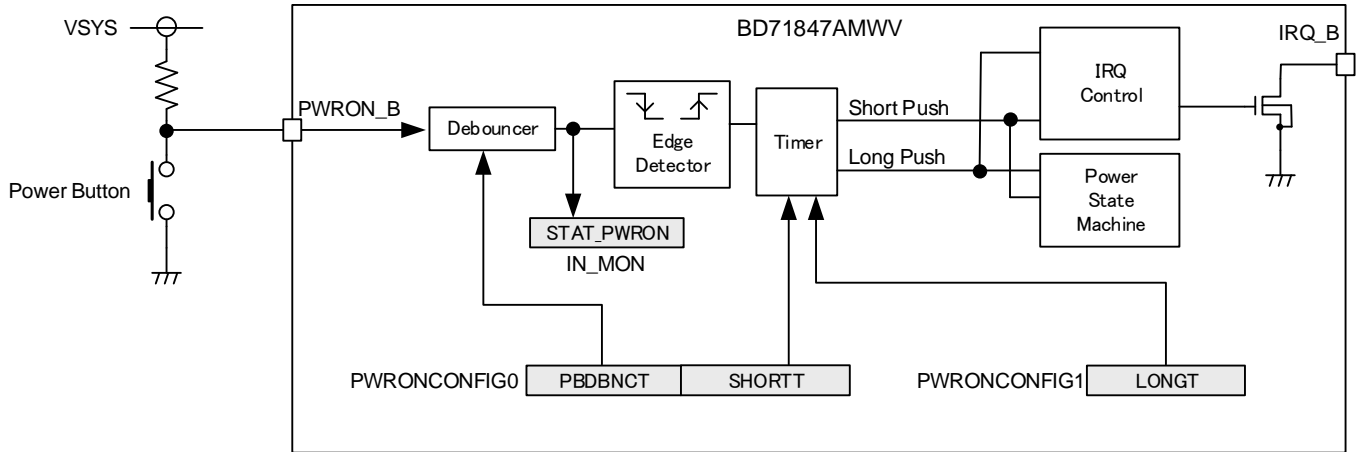 VSYS
BD71847AMWV
IRQ_B
PWRON_B
Debouncer
Edge
Detector
Timer
Short Push
Long Push
IRQ
Control
Power
State
Machine
Power Button
STAT_PWRON
IN_MON
PWRONCONFIG0
PBDBNCT
SHORTT
PWRONCONFIG1
LONGT